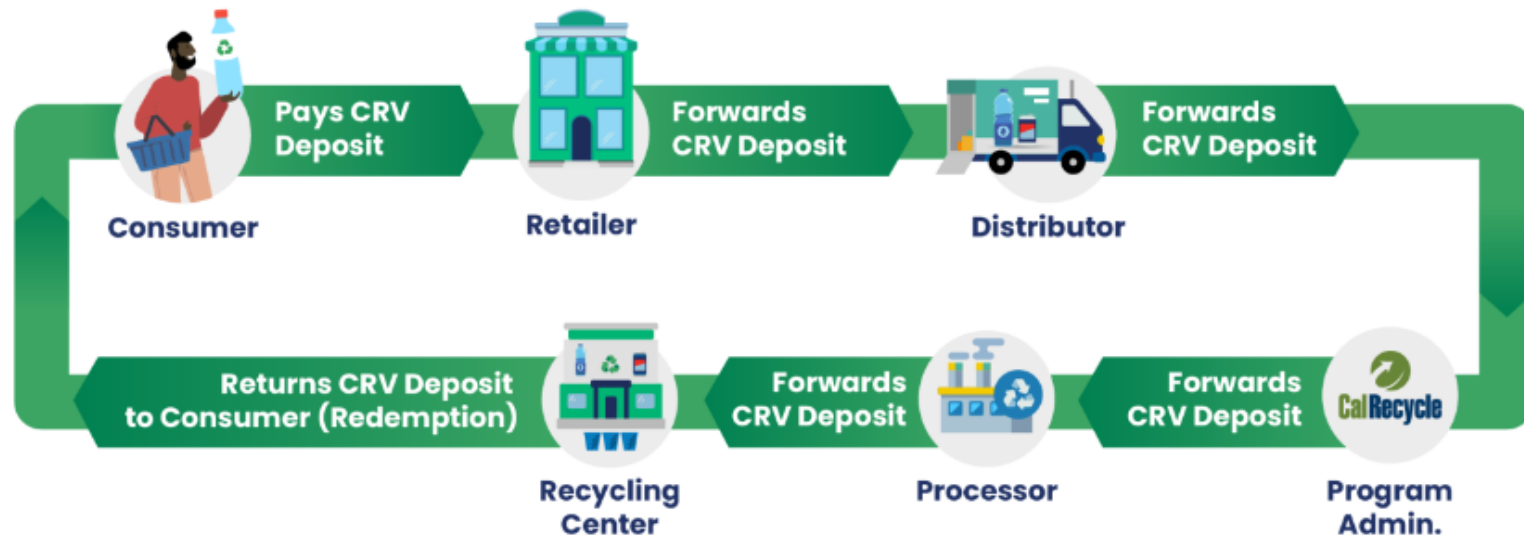 Pays CRV
Deposit
Forwards
CRV Deposit
Forwards
CRV Deposit
Consumer
Retailer
Distributor
Returns CRV Deposit
to Consumer (Redemption)
Forwards
CRV Deposit
Forwards
CRV Deposit
CalRecycle
Recycling
Center
Processor
Program
Admin.